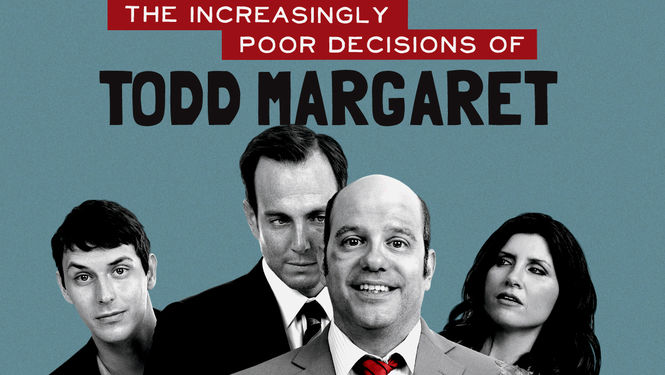 THE INCREASINGLY
POOR DECISIONS OF
TODD MARGARET